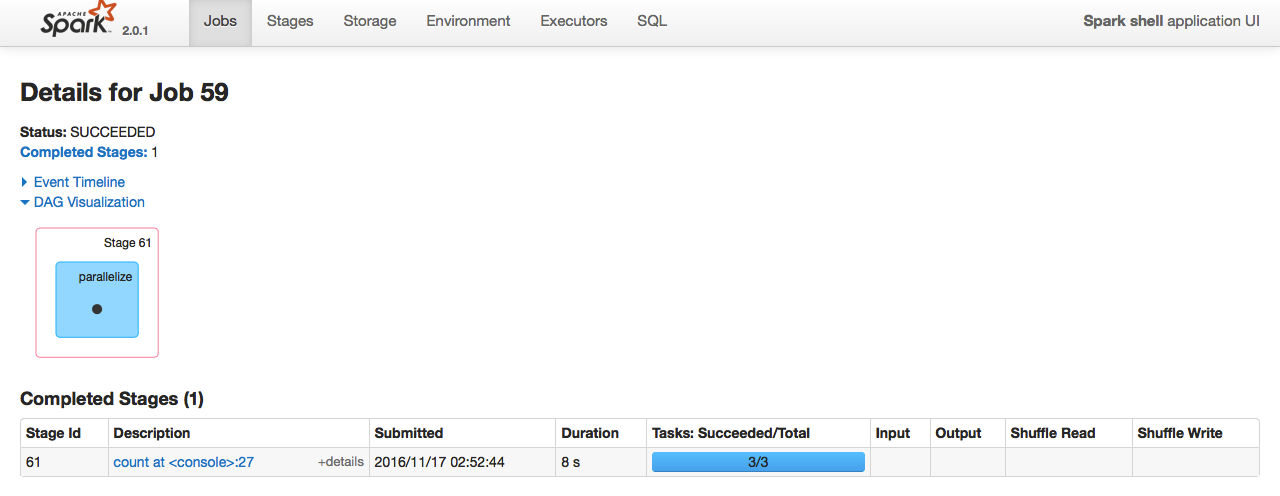 APACHE
Spark 2.0.1 Jobs Stages Storage Environment Executors SQL Spark shell application UI
Details for Job 59
Status: SUCCEEDED
Completed Stages: 1
Event Timeline
DAG Visualization
Stage 61
parallelize
Completed Stages (1)
Stage Id Description Submitted Duration Tasks: Succeeded/Total Input Output Shuffle Read Shuffle Write
61 count at <console>:27 +details 2016/11/17 02:52:44 8 s 3/3